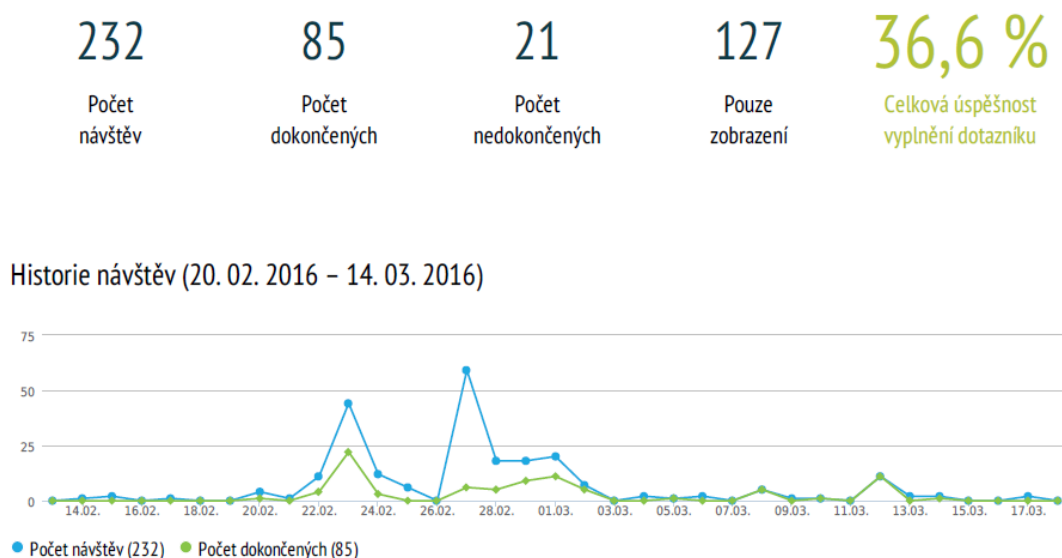 232
85
21
127
36,6 %
Počet
návštěv
Počet
dokončených
Počet
nedokončených
Pouze
zobrazení
Celková úspěšnost
vyplnění dotazníku
Historie návštěv (20. 02. 2016 – 14. 03. 2016)
75
50
25
0
14.02. 16.02. 18.02. 20.02. 22.02. 24.02. 26.02. 28.02. 01.03. 03.03. 05.03. 07.03. 09.03. 11.03. 13.03. 15.03. 17.03.
Počet návštěv (232) Počet dokončených (85)